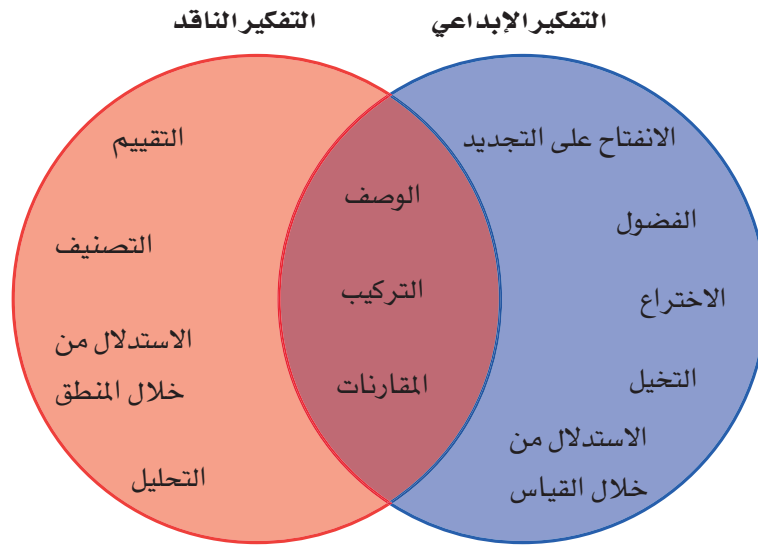 التفكير الإبداعي
التفكير الناقد
الانفتاح على التجديد
الفضول
الاختراع
التخيل
الاستدلال من
خلال القياس
الوصف
التركيب
المقارنات
التقييم
التصنيف
الاستدلال من
خلال المنطق
التحليل